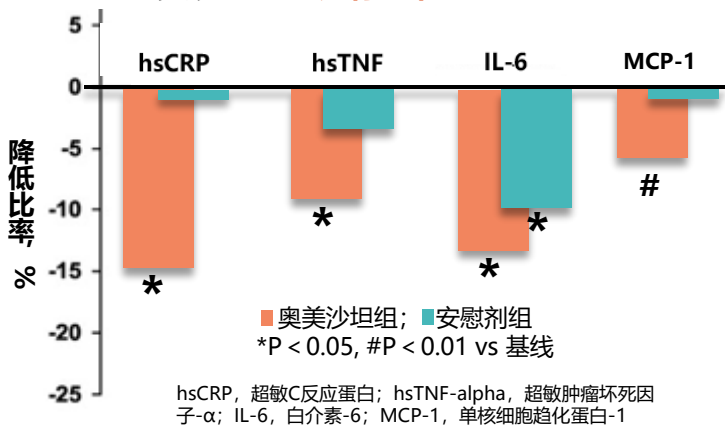 5
hsCRP
hsTNF
IL-6
MCP-1
0
-5
-10
-15
-20
-25
降低比率, %
*
*
*
*
#
奥美沙坦组；安慰剂组
*P＜0.05, #P＜0.01 vs 基线
hsCRP，超敏C反应蛋白；hsTNF-alpha，超敏肿瘤坏死因
子-α；IL-6，白介素-6；MCP-1，单核细胞趋化蛋白-1